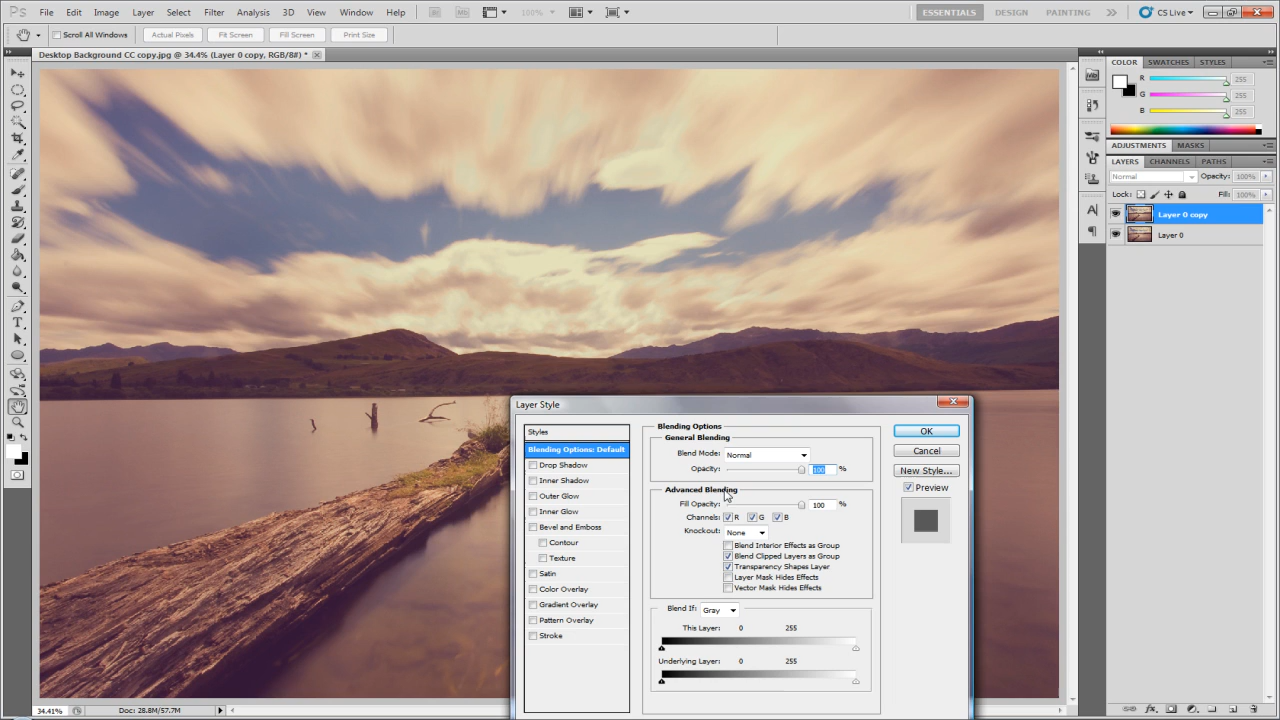 Ps File Edit Image Layer Select Filter Analysis 3D View Window Help Br Mb 100% ESSENTIALS DESIGN PAINTING CS Live
Scroll All Windows Actual Pixels Fit Screen Fill Screen Print Size
Desktop Background CC copy.jpg @ 34.4% (Layer 0 copy, RGB/8#) *
COLOR SWATCHES STYLES
R 255
G 255
B 255
ADJUSTMENTS MASKS
LAYERS CHANNELS PATHS
Normal Opacity: 100%
Lock: Fill: 100%
Layer 0 copy
Layer 0
Layer Style
Styles
Blending Options: Default
Drop Shadow
Inner Shadow
Outer Glow
Inner Glow
Bevel and Emboss
Contour
Texture
Satin
Color Overlay
Gradient Overlay
Pattern Overlay
Stroke
Blending Options
General Blending
Blend Mode: Normal
Opacity: 100 %
Advanced Blending
Fill Opacity: 100 %
Channels: R G B
Knockout: None
Blend Interior Effects as Group
Blend Clipped Layers as Group
Transparency Shapes Layer
Layer Mask Hides Effects
Vector Mask Hides Effects
Blend If: Gray
This Layer: 0 255
Underlying Layer: 0 255
OK
Cancel
New Style...
Preview
34.41% Doc: 28.8M/57.7M